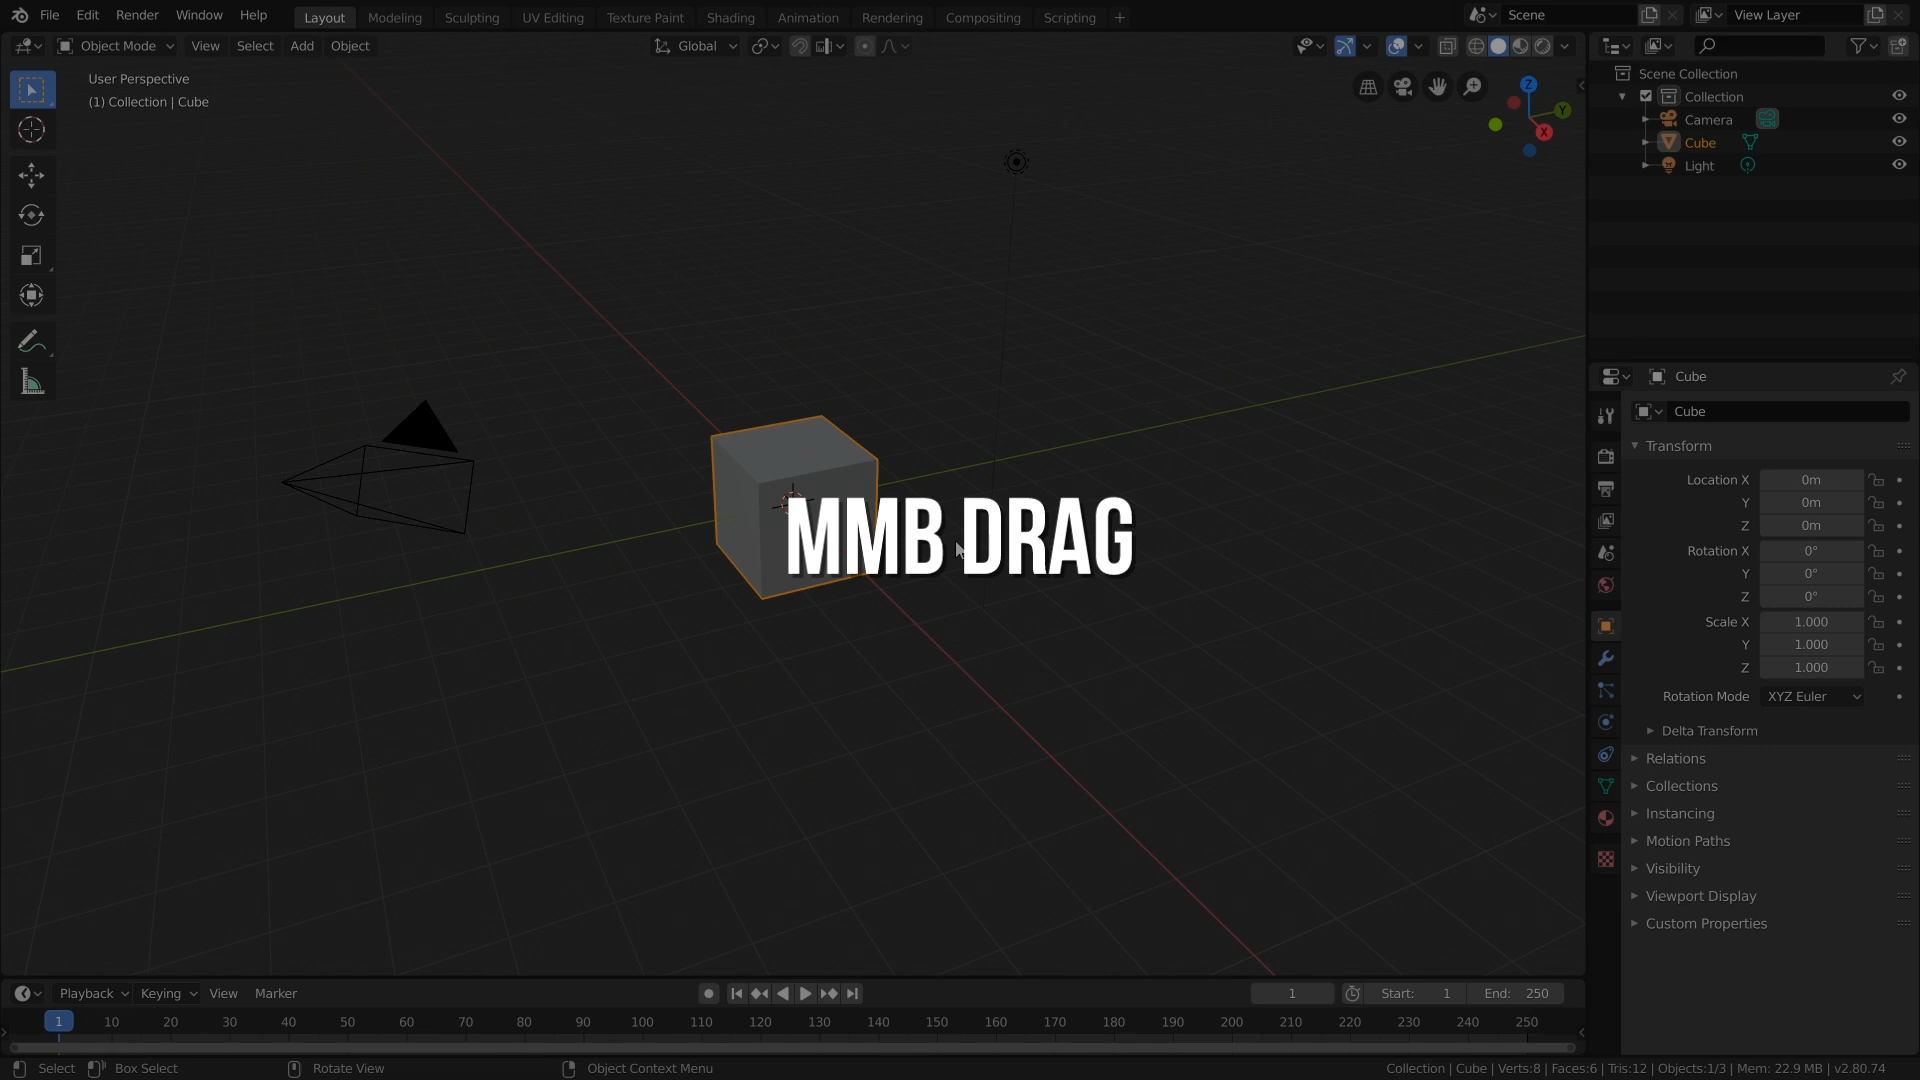 File Edit Render Window Help Layout Modeling Sculpting UV Editing Texture Paint Shading Animation Rendering Compositing Scripting + Scene View Layer
Object Mode View Select Add Object Global
User Perspective
(1) Collection | Cube
Z
Y
X
Scene Collection
Collection
Camera
Cube
Light
MMB DRAG
Cube
Cube
Transform
Location X 0m
Y 0m
Z 0m
Rotation X 0°
Y 0°
Z 0°
Scale X 1.000
Y 1.000
Z 1.000
Rotation Mode XYZ Euler
Delta Transform
Relations
Collections
Instancing
Motion Paths
Visibility
Viewport Display
Custom Properties
Playback Keying View Marker 1 Start: 1 End: 250
1 10 20 30 40 50 60 70 80 90 100 110 120 130 140 150 160 170 180 190 200 210 220 230 240 250
Select Box Select Rotate View Object Context Menu Collection | Cube | Verts:8 | Faces:6 | Tris:12 | Objects:1/3 | Mem: 22.9 MB | v2.80.74